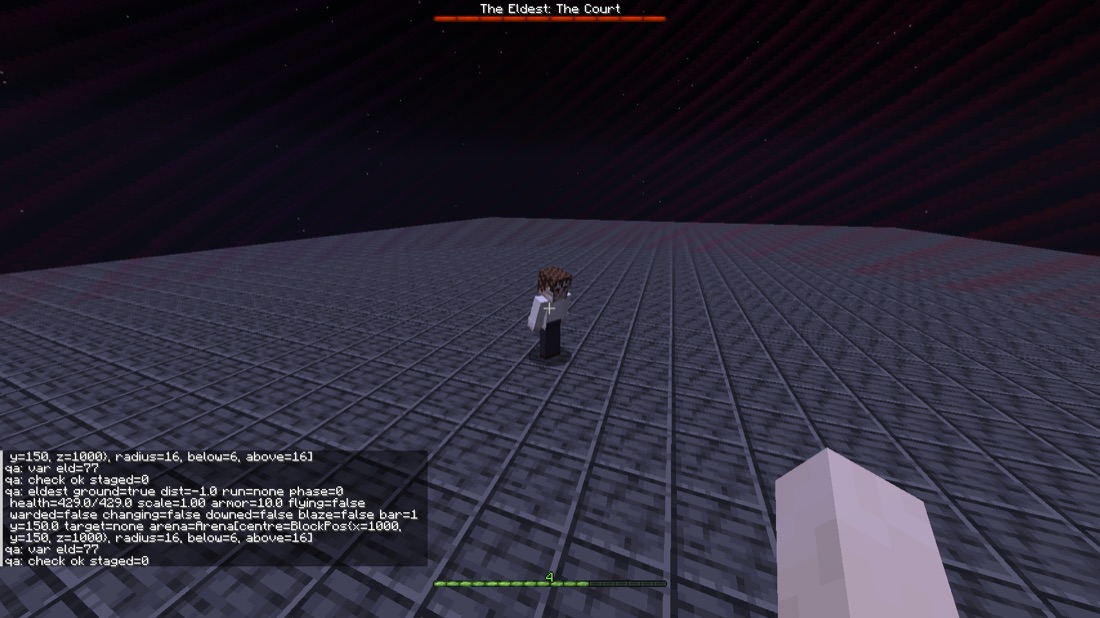 The Eldest: The Court
y=150, z=1000}, radius=16, below=6, above=16]
qa: var eld=77
qa: check ok staged=0
qa: eldest ground=true dist=-1.0 run=none phase=0
health=429.0/429.0 scale=1.00 armor=10.0 flying=false
warded=false changing=false downed=false blaze=false bar=1
y=150.0 target=none arena=Arena[centre=BlockPos{x=1000,
y=150, z=1000}, radius=16, below=6, above=16]
qa: var eld=77
qa: check ok staged=0
4